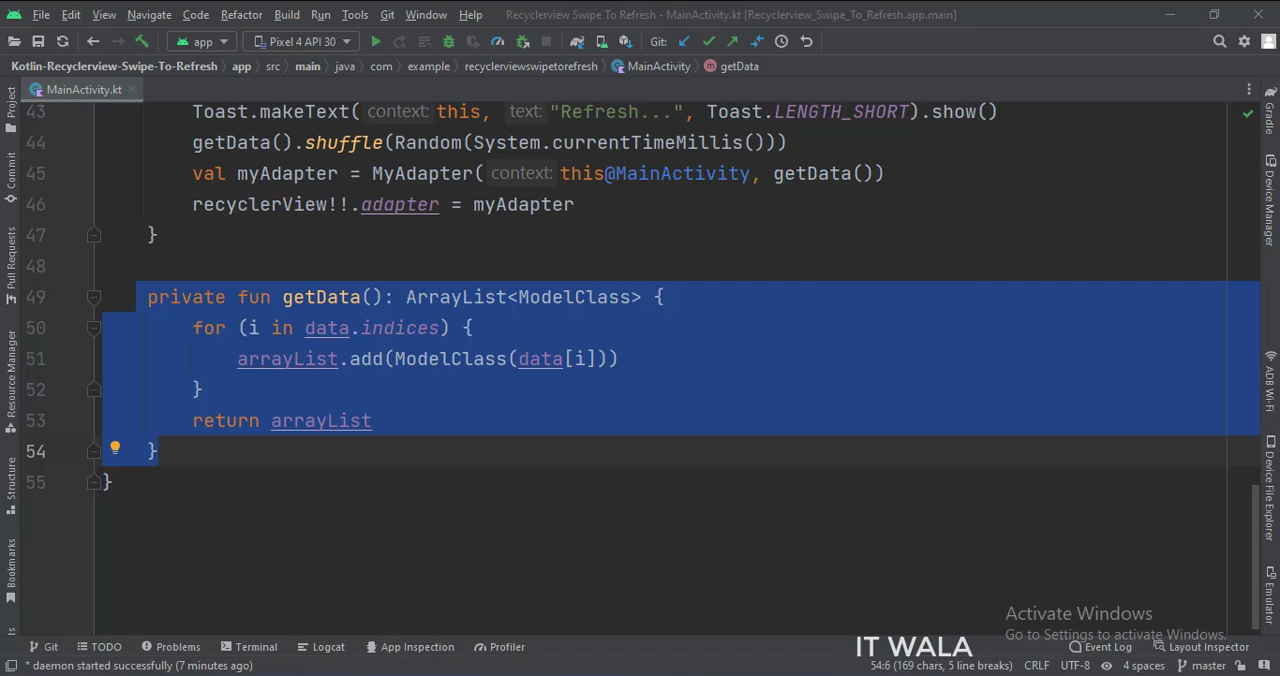 File Edit View Navigate Code Refactor Build Run Tools Git Window Help Recyclerview Swipe To Refresh - MainActivity.kt [Recyclerview_Swipe_To_Refresh.app.main]
app Pixel 4 API 30 Git:
Kotlin-Recyclerview-Swipe-To-Refresh app src main java com example recyclerviewswipetorefresh MainActivity getData
MainActivity.kt
43 Toast.makeText( context: this, text: "Refresh...", Toast.LENGTH_SHORT).show()
44 getData().shuffle(Random(System.currentTimeMillis()))
45 val myAdapter = MyAdapter( context: this@MainActivity, getData())
46 recyclerView!!.adapter = myAdapter
47 }
48
49 private fun getData(): ArrayList<ModelClass> {
50 for (i in data.indices) {
51 arrayList.add(ModelClass(data[i]))
52 }
53 return arrayList
54 }
55 }
Project
Commit
Pull Requests
Resource Manager
Structure
Bookmarks
Gradle
Device Manager
ADB Wi-Fi
Device File Explorer
Emulator
Activate Windows
Go to Settings to activate Windows.
IT WALA
Git TODO Problems Terminal Logcat App Inspection Profiler Event Log Layout Inspector
* daemon started successfully (7 minutes ago) 54:6 (169 chars, 5 line breaks) CRLF UTF-8 4 spaces master